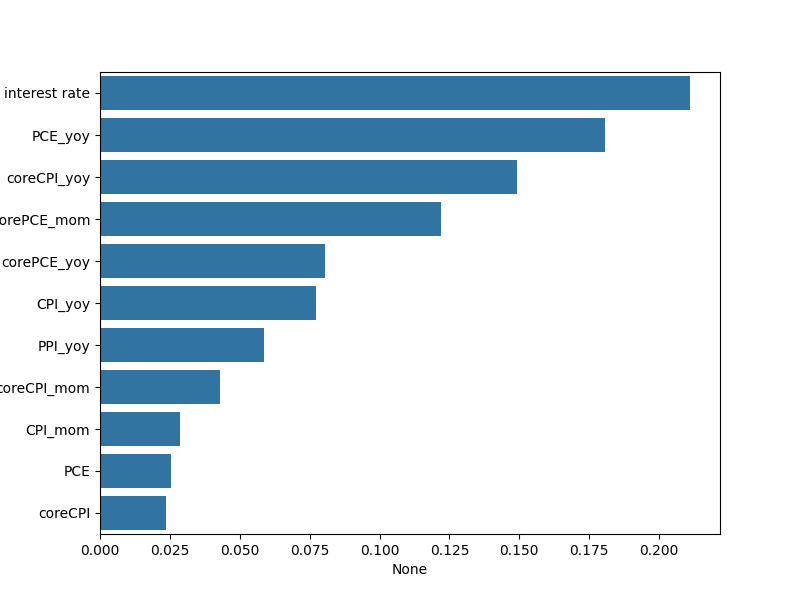 interest rate
PCE_yoy
coreCPI_yoy
orePCE_mom
corePCE_yoy
CPI_yoy
PPI_yoy
coreCPI_mom
CPI_mom
PCE
coreCPI
0.000 0.025 0.050 0.075 0.100 0.125 0.150 0.175 0.200
None